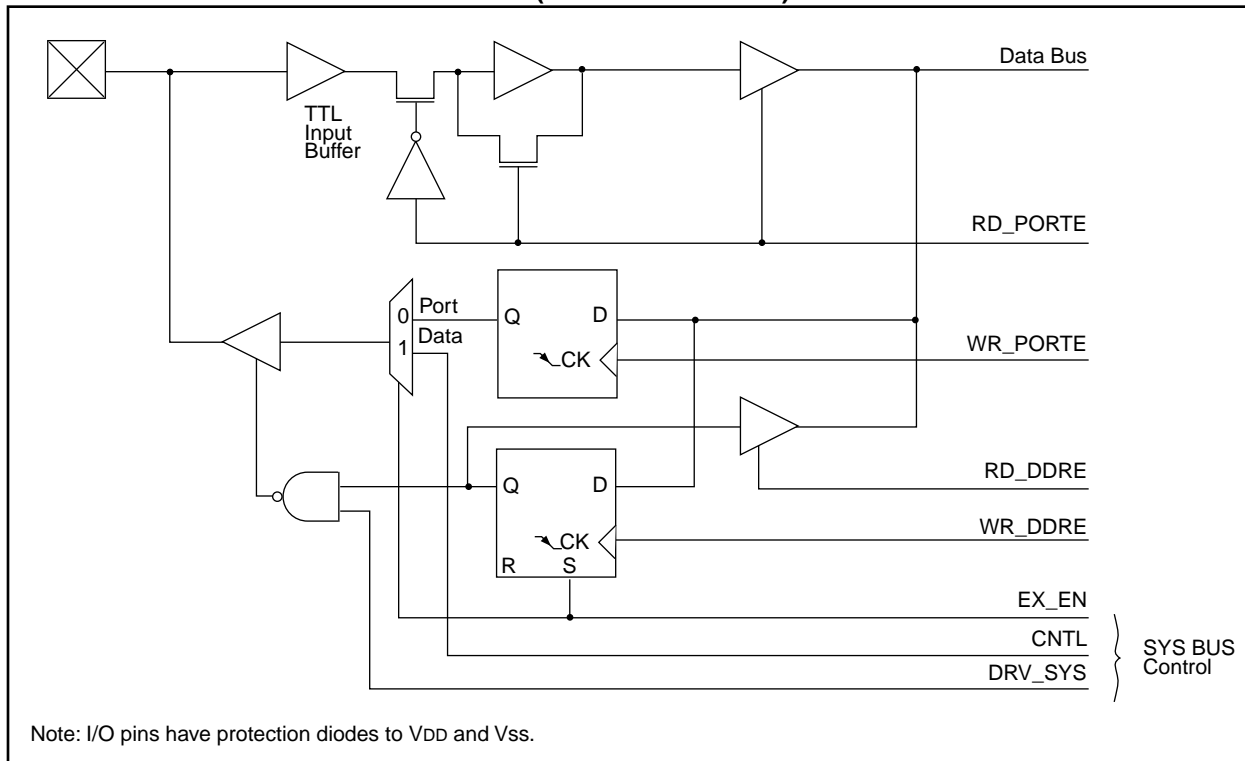 Data Bus
TTL
Input
Buffer
RD_PORTE
Port
0
Q
D
Data
1
CK
WR_PORTE
RD_DDRE
Q
D
WR_DDRE
CK
R
S
EX_EN
CNTL
SYS BUS
Control
DRV_SYS
Note: I/O pins have protection diodes to VDD and Vss.